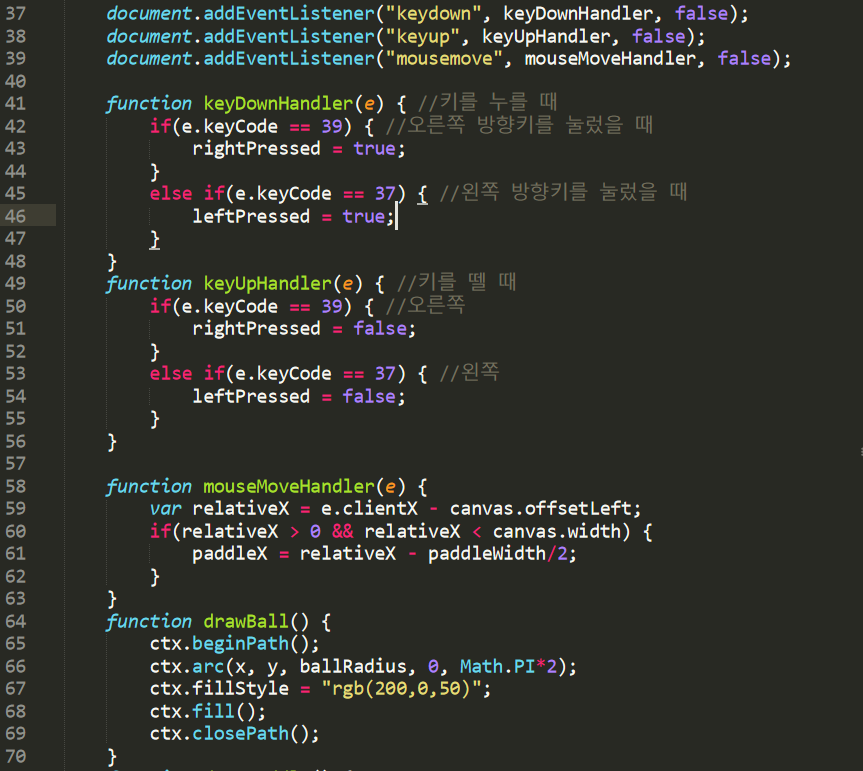 37 document.addEventListener("keydown", keyDownHandler, false);
38 document.addEventListener("keyup", keyUpHandler, false);
39 document.addEventListener("mousemove", mouseMoveHandler, false);
40
41 function keyDownHandler(e) { //키를 누를 때
42 if(e.keyCode == 39) { //오른쪽 방향키를 눌렀을 때
43 rightPressed = true;
44 }
45 else if(e.keyCode == 37) { //왼쪽 방향키를 눌렀을 때
46 leftPressed = true;
47 }
48 }
49 function keyUpHandler(e) { //키를 뗄 때
50 if(e.keyCode == 39) { //오른쪽
51 rightPressed = false;
52 }
53 else if(e.keyCode == 37) { //왼쪽
54 leftPressed = false;
55 }
56 }
57
58 function mouseMoveHandler(e) {
59 var relativeX = e.clientX - canvas.offsetLeft;
60 if(relativeX > 0 && relativeX < canvas.width) {
61 paddleX = relativeX - paddleWidth/2;
62 }
63 }
64 function drawBall() {
65 ctx.beginPath();
66 ctx.arc(x, y, ballRadius, 0, Math.PI*2);
67 ctx.fillStyle = "rgb(200,0,50)";
68 ctx.fill();
69 ctx.closePath();
70 }